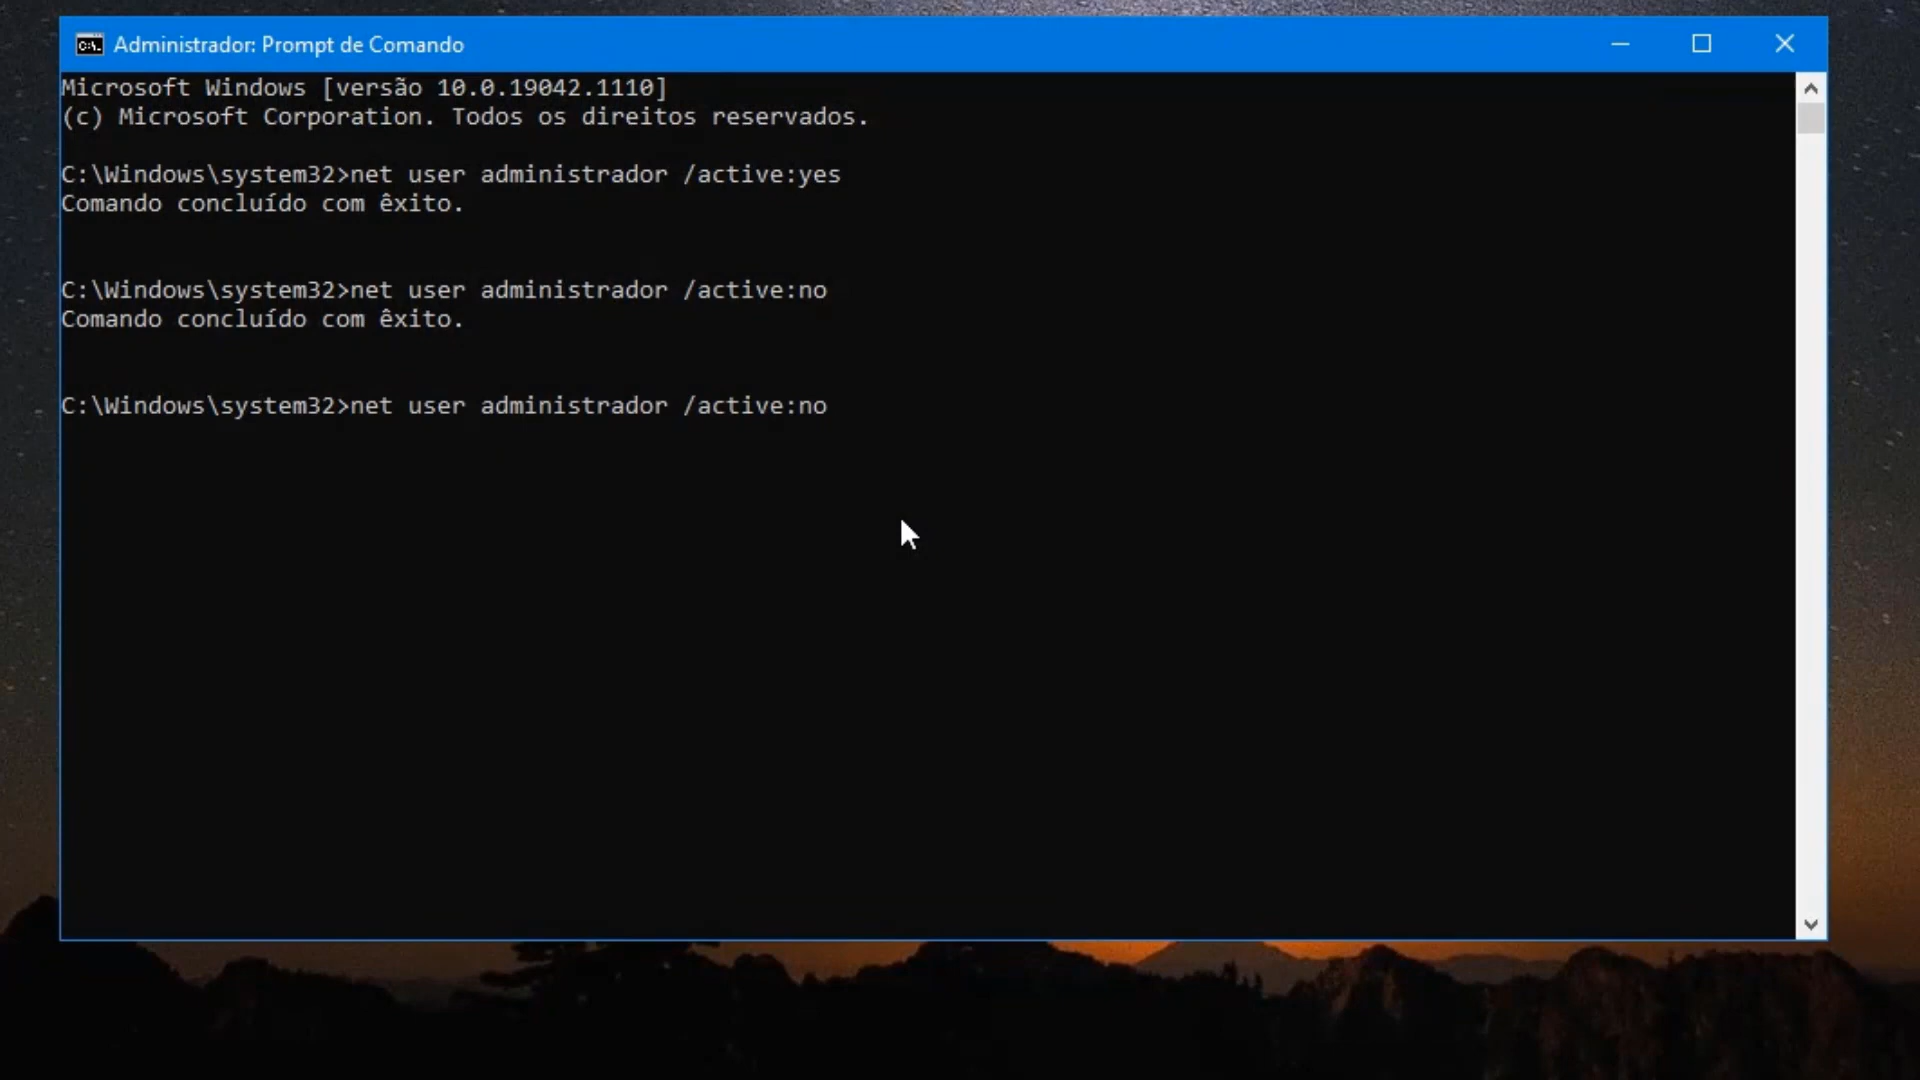 Administrador: Prompt de Comando
Microsoft Windows [versão 10.0.19042.1110]
(c) Microsoft Corporation. Todos os direitos reservados.
C:\Windows\system32>net user administrador /active:yes
Comando concluído com êxito.
C:\Windows\system32>net user administrador /active:no
Comando concluído com êxito.
C:\Windows\system32>net user administrador /active:no